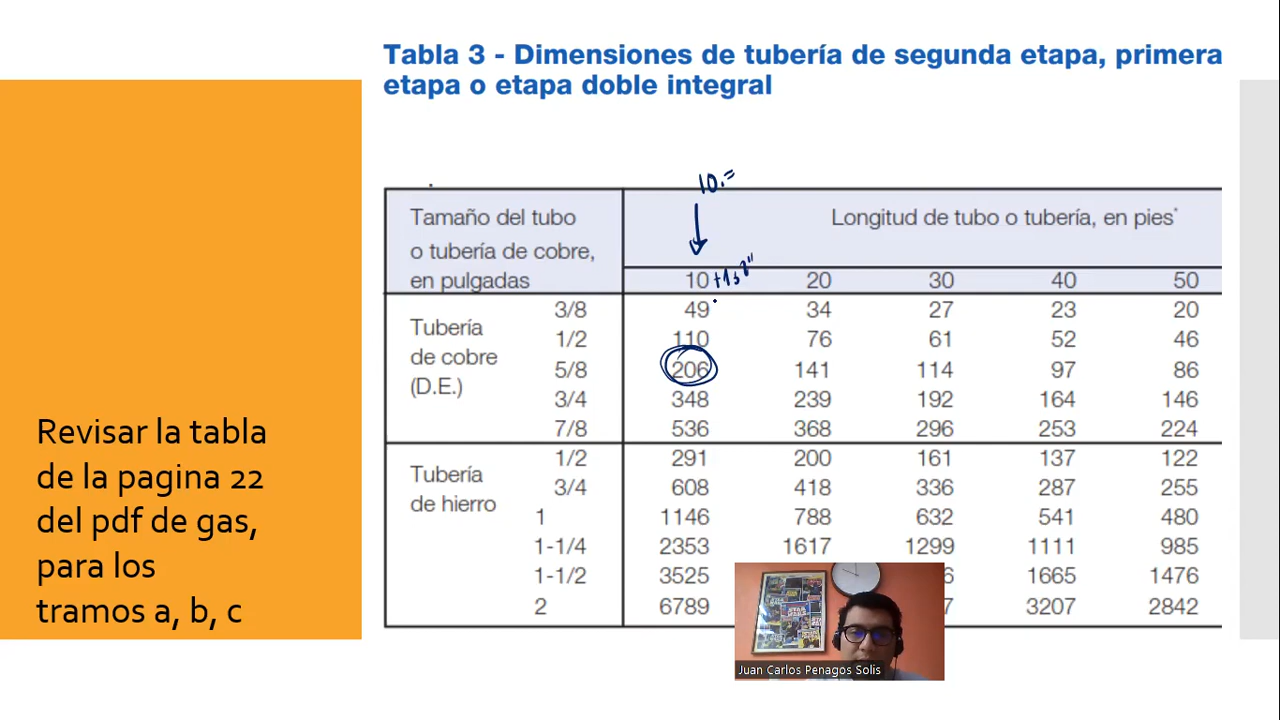 Tabla 3 - Dimensiones de tubería de segunda etapa, primera
etapa o etapa doble integral
10.=
Tamaño del tubo
o tubería de cobre,
en pulgadas
Longitud de tubo o tubería, en pies*
10 20 30 40 50
Tubería
de cobre
(D.E.)
3/8 49 34 27 23 20
1/2 110 76 61 52 46
5/8 206 141 114 97 86
3/4 348 239 192 164 146
7/8 536 368 296 253 224
Tubería
de hierro
1/2 291 200 161 137 122
3/4 608 418 336 287 255
1 1146 788 632 541 480
1-1/4 2353 1617 1299 1111 985
1-1/2 3525 1665 1476
2 6789 3207 2842
Revisar la tabla
de la pagina 22
del pdf de gas,
para los
tramos a, b, c
Juan Carlos Penagos Solis